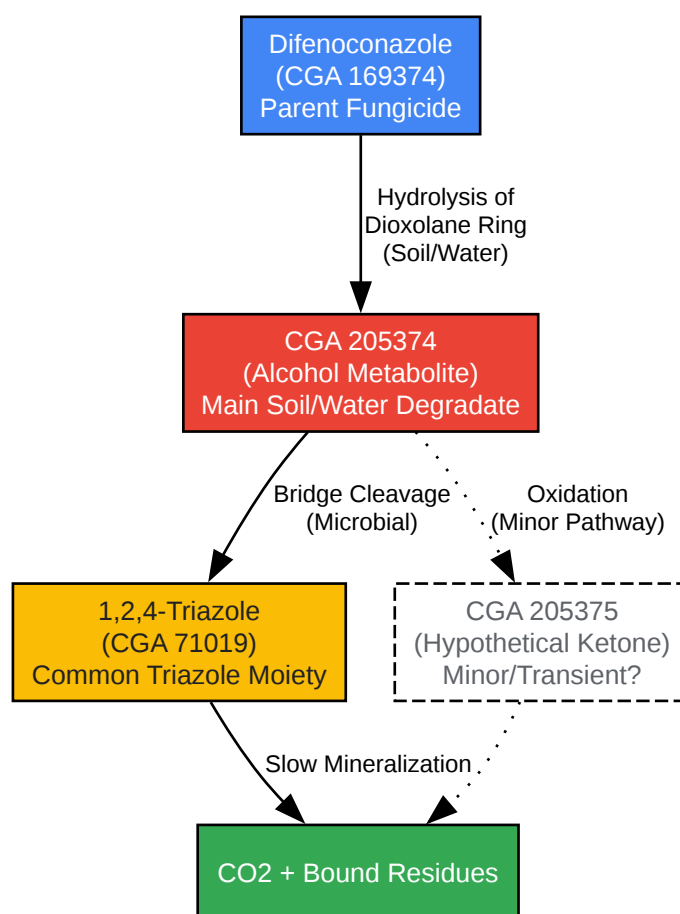 Difenoconazole
(CGA 169374)
Parent Fungicide
Hydrolysis of
Dioxolane Ring
(Soil/Water)
CGA 205374
(Alcohol Metabolite)
Main Soil/Water Degradate
Bridge Cleavage
(Microbial)
Oxidation
(Minor Pathway)
1,2,4-Triazole
(CGA 71019)
Common Triazole Moiety
CGA 205375
(Hypothetical Ketone)
Minor/Transient?
Slow Mineralization
CO2 + Bound Residues